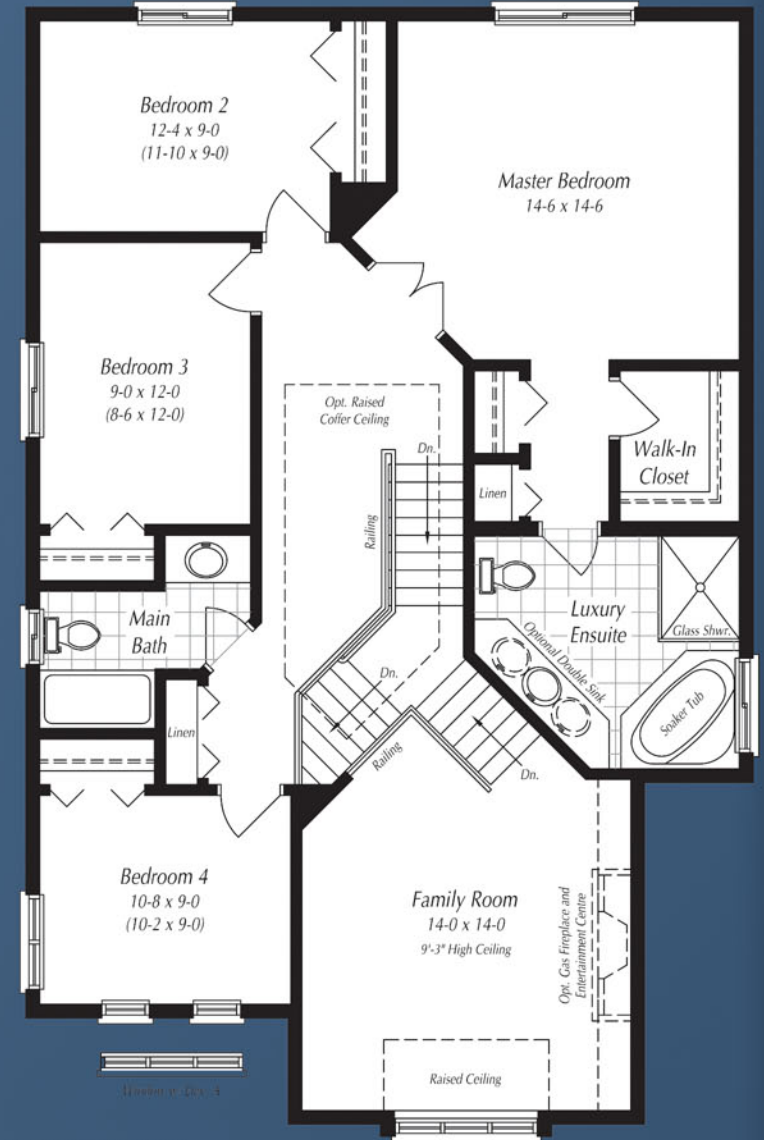 Bedroom 2
12-4 x 9-0
(11-10 x 9-0)
Master Bedroom
14-6 x 14-6
Bedroom 3
9-0 x 12-0
(8-6 x 12-0)
Opt. Raised
Coffer Ceiling
Dn.
Railing
Linen
Walk-In
Closet
Main
Bath
Luxury
Ensuite
Glass Shwr.
Optional Double Sink
Soaker Tub
Dn.
Railing
Dn.
Linen
Bedroom 4
10-8 x 9-0
(10-2 x 9-0)
Family Room
14-0 x 14-0
9'-3" High Ceiling
Opt. Gas Fireplace and
Entertainment Centre
Raised Ceiling